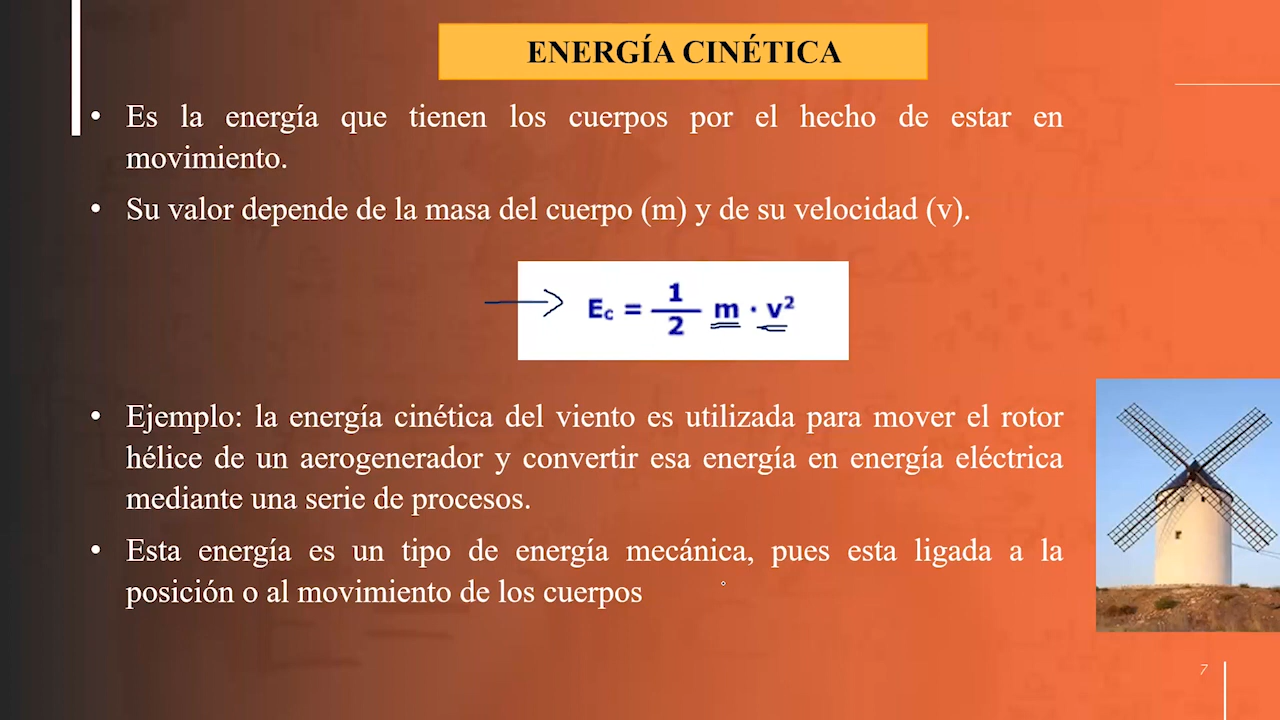 ENERGÍA CINÉTICA
• Es la energía que tienen los cuerpos por el hecho de estar en
movimiento.
• Su valor depende de la masa del cuerpo (m) y de su velocidad (v).
Ec = 1/2 m · v²
• Ejemplo: la energía cinética del viento es utilizada para mover el rotor
hélice de un aerogenerador y convertir esa energía en energía eléctrica
mediante una serie de procesos.
• Esta energía es un tipo de energía mecánica, pues esta ligada a la
posición o al movimiento de los cuerpos
7